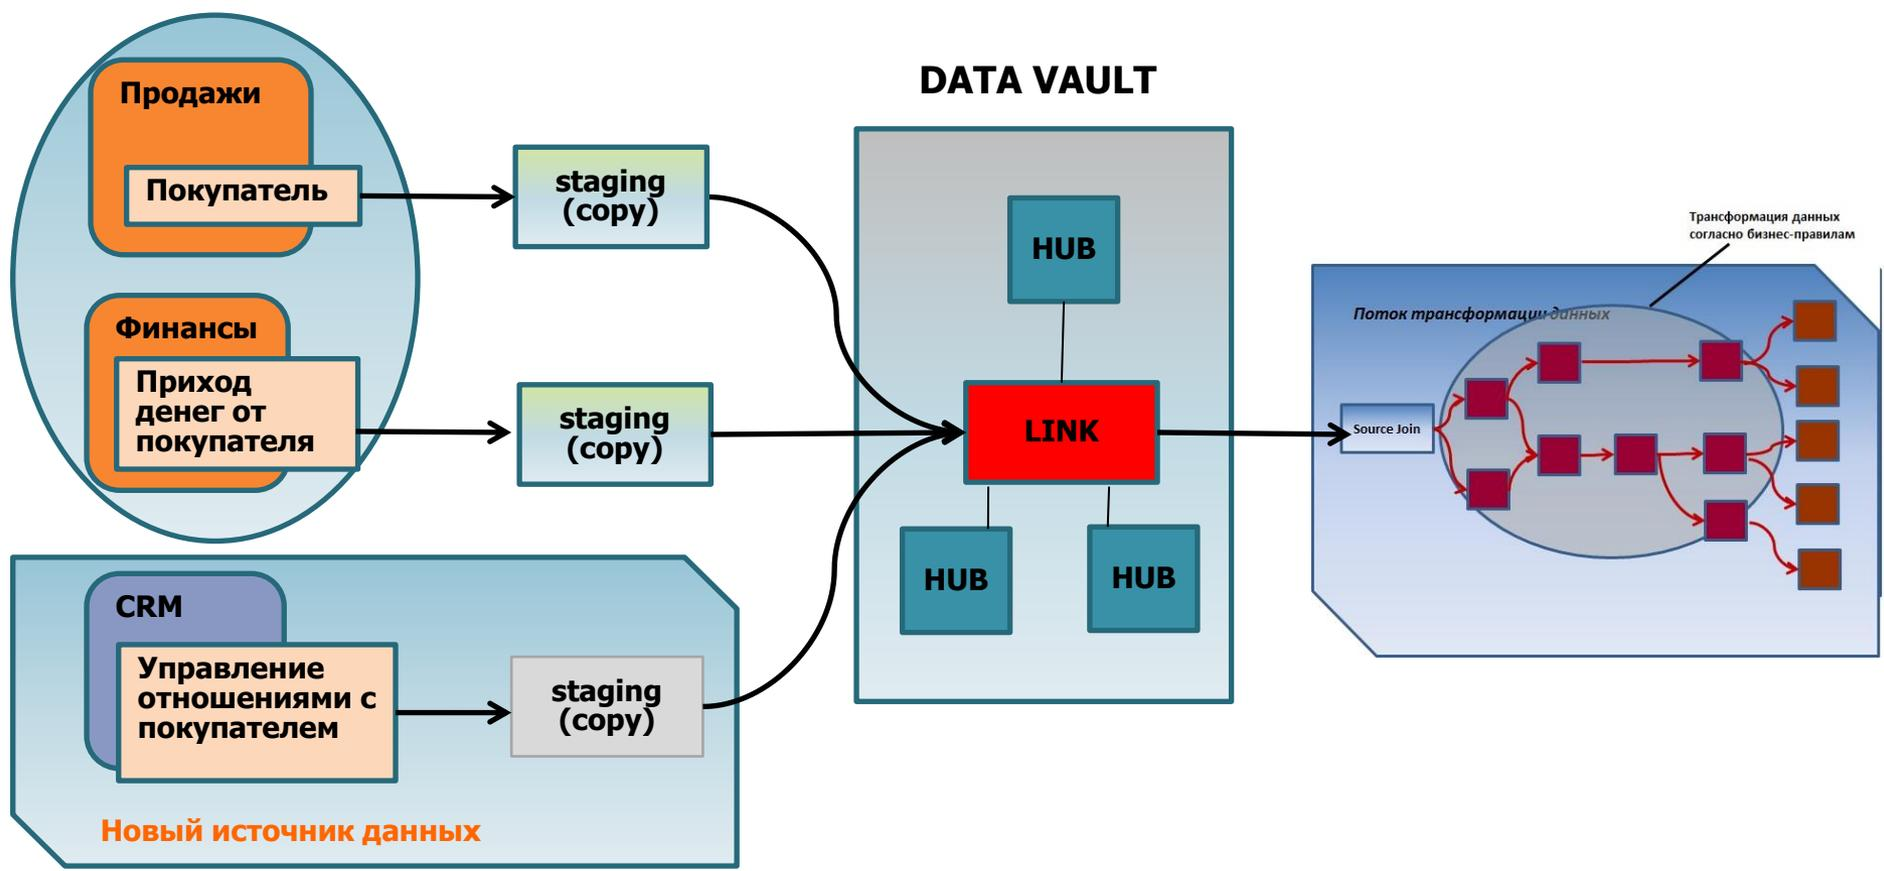 DATA VAULT
Продажи
Покупатель
staging
(copy)
Финансы
Приход
денег от
покупателя
staging
(copy)
CRM
Управление
отношениями с
покупателем
staging
(copy)
Новый источник данных
HUB
LINK
HUB
HUB
Трансформация данных
согласно бизнес-правилам
Поток трансформации данных
Source Join